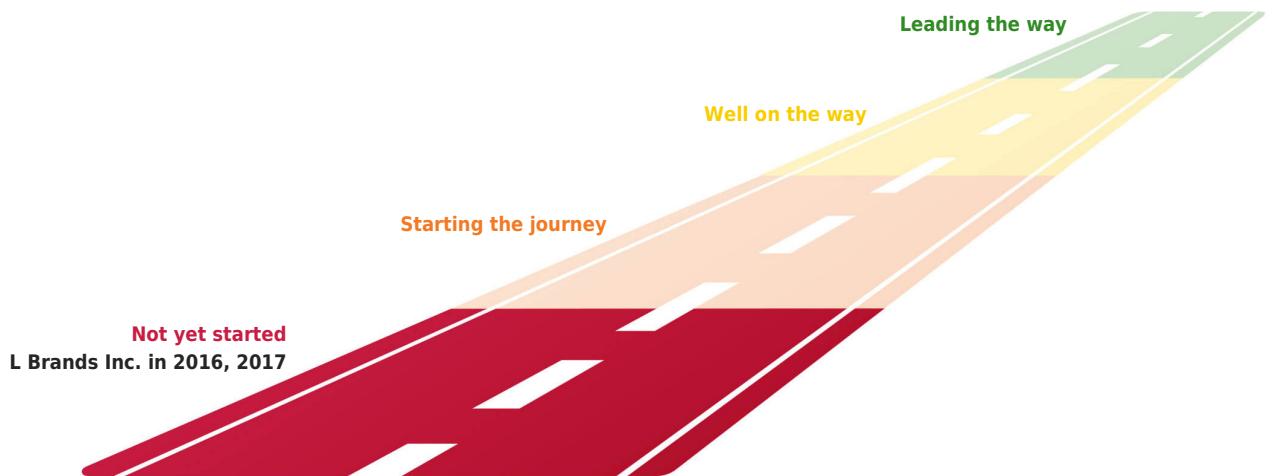 Leading the way
Well on the way
Starting the journey
Not yet started
L Brands Inc. in 2016, 2017